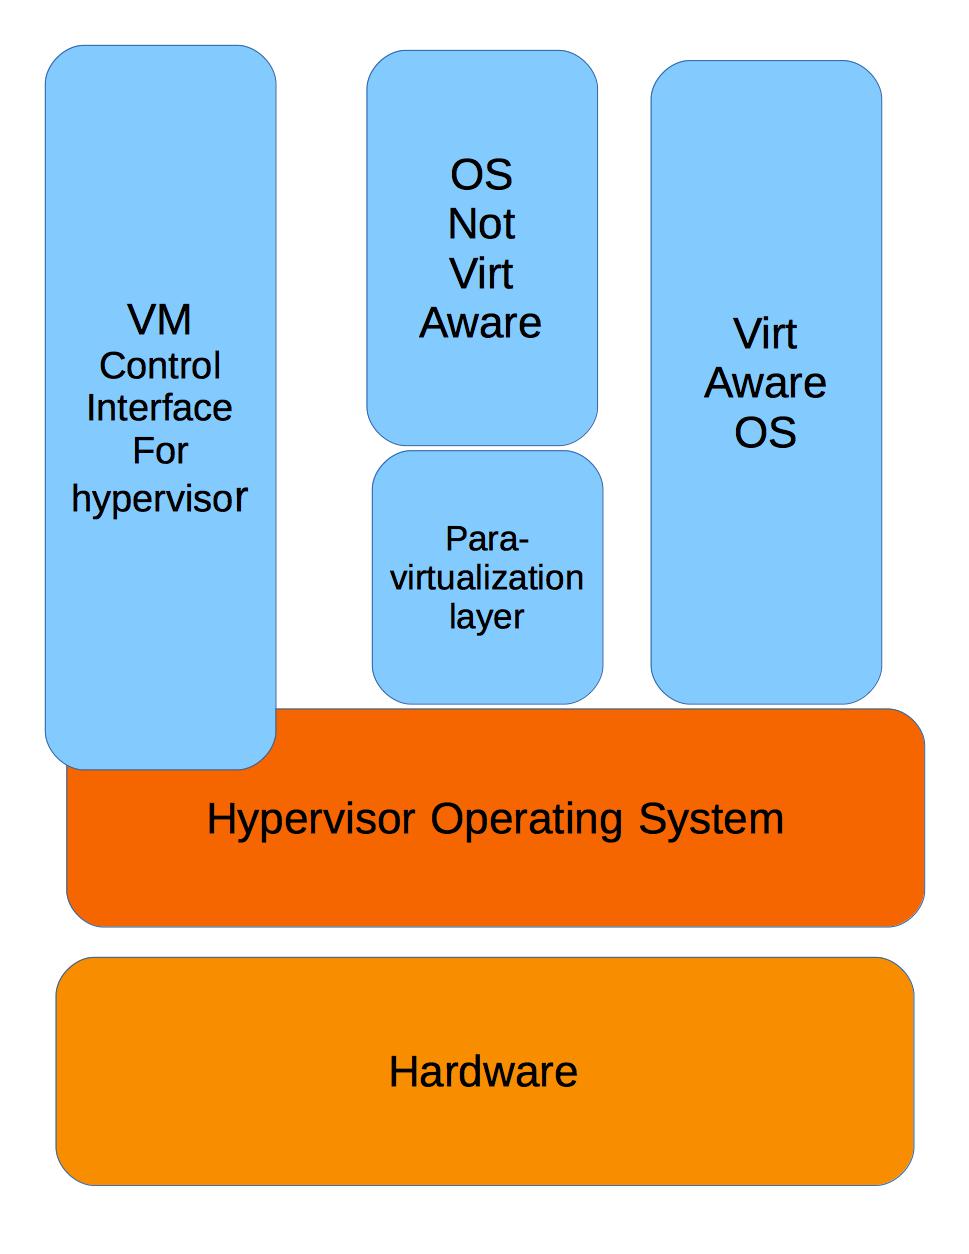 VM
Control
Interface
For
hypervisor
OS
Not
Virt
Aware
Para-
virtualization
layer
Virt
Aware
OS
Hypervisor Operating System
Hardware